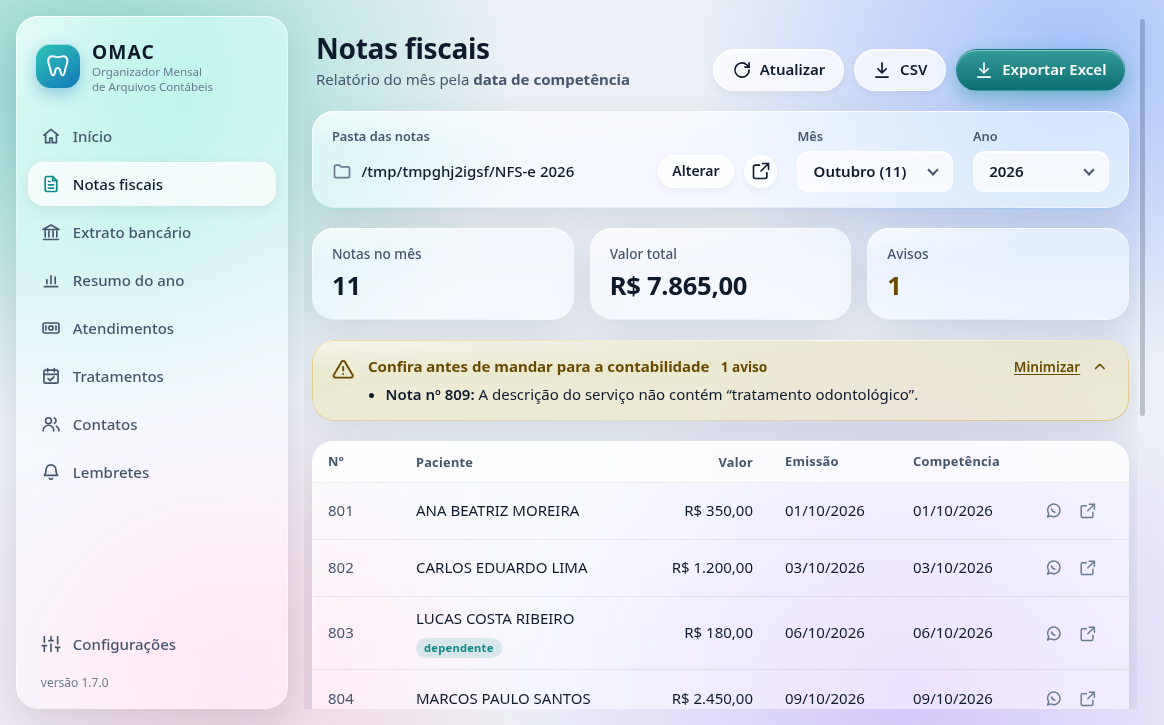 OMAC
Organizador Mensal
de Arquivos Contábeis
Início
Notas fiscais
Extrato bancário
Resumo do ano
Atendimentos
Tratamentos
Contatos
Lembretes
Configurações
versão 1.7.0
Notas fiscais
Relatório do mês pela data de competência
Atualizar
CSV
Exportar Excel
Pasta das notas
/tmp/tmpghj2igsf/NFS-e 2026
Alterar
Mês
Outubro (11)
Ano
2026
Notas no mês
11
Valor total
R$ 7.865,00
Avisos
1
Confira antes de mandar para a contabilidade 1 aviso
Minimizar
• Nota nº 809: A descrição do serviço não contém “tratamento odontológico”.
Nº Paciente Valor Emissão Competência
801 ANA BEATRIZ MOREIRA R$ 350,00 01/10/2026 01/10/2026
802 CARLOS EDUARDO LIMA R$ 1.200,00 03/10/2026 03/10/2026
803 LUCAS COSTA RIBEIRO R$ 180,00 06/10/2026 06/10/2026
dependente
804 MARCOS PAULO SANTOS R$ 2.450,00 09/10/2026 09/10/2026